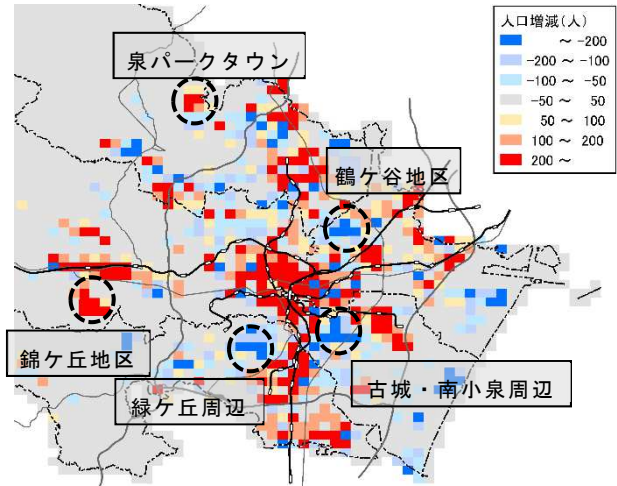 泉パークタウン
人口増減(人)
～ -200
-200 ～ -100
-100 ～ -50
-50 ～ 50
50 ～ 100
100 ～ 200
200 ～
鶴ケ谷地区
錦ケ丘地区
緑ケ丘周辺
古城・南小泉周辺